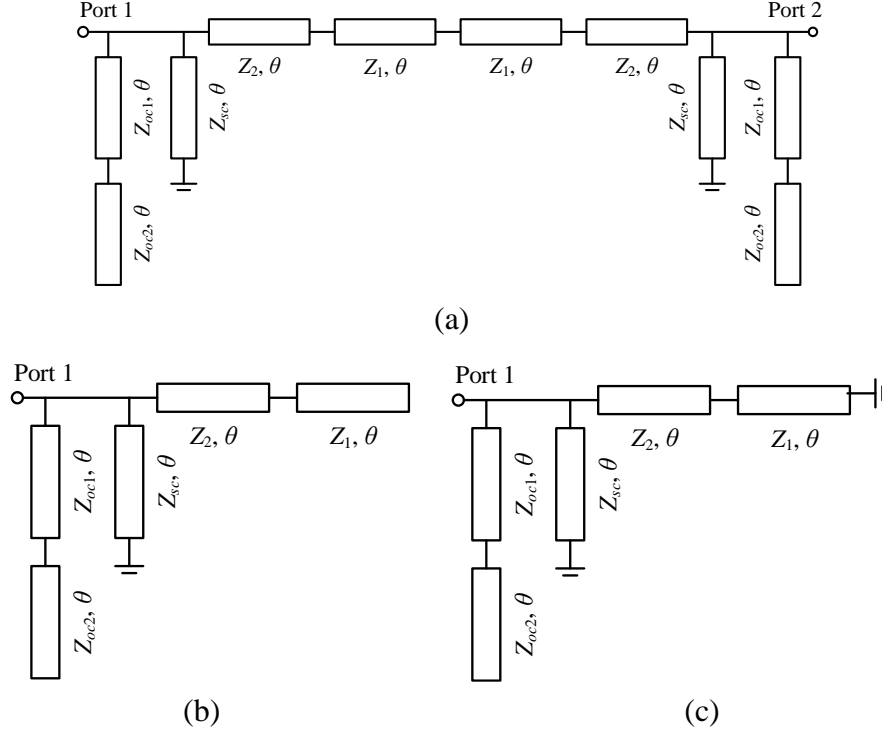 Port 1
Port 2
Z2, θ
Z1, θ
Z1, θ
Z2, θ
Zoc1, θ
Zsc, θ
Zsc, θ
Zoc1, θ
Zoc2, θ
Zoc2, θ
(a)
Port 1
Z2, θ
Z1, θ
Zoc1, θ
Zsc, θ
Zoc2, θ
(b)
Port 1
Z2, θ
Z1, θ
Zoc1, θ
Zsc, θ
Zoc2, θ
(c)